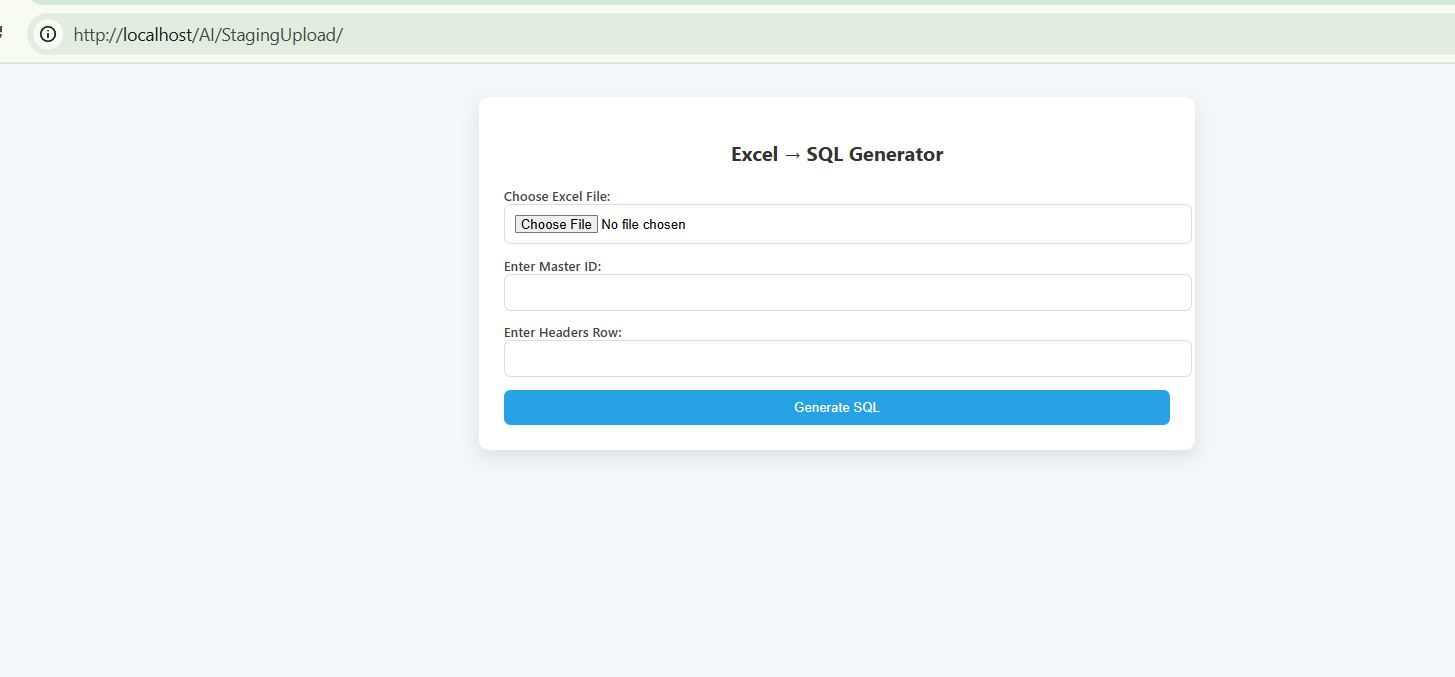 http://localhost/AI/StagingUpload/
Excel → SQL Generator
Choose Excel File:
Choose File No file chosen
Enter Master ID:
Enter Headers Row:
Generate SQL